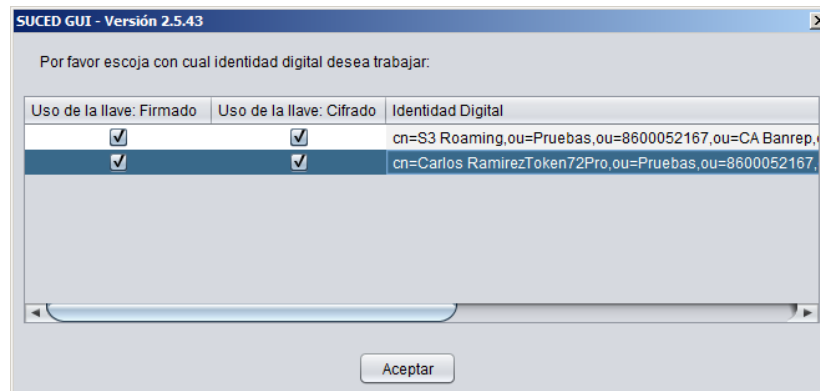 SUCED GUI - Versión 2.5.43
Por favor escoja con cual identidad digital desea trabajar:
Uso de la llave: Firmado Uso de la llave: Cifrado Identidad Digital
cn=S3 Roaming,ou=Pruebas,ou=8600052167,ou=CA Banrep,
cn=Carlos RamirezToken72Pro,ou=Pruebas,ou=8600052167,
Aceptar